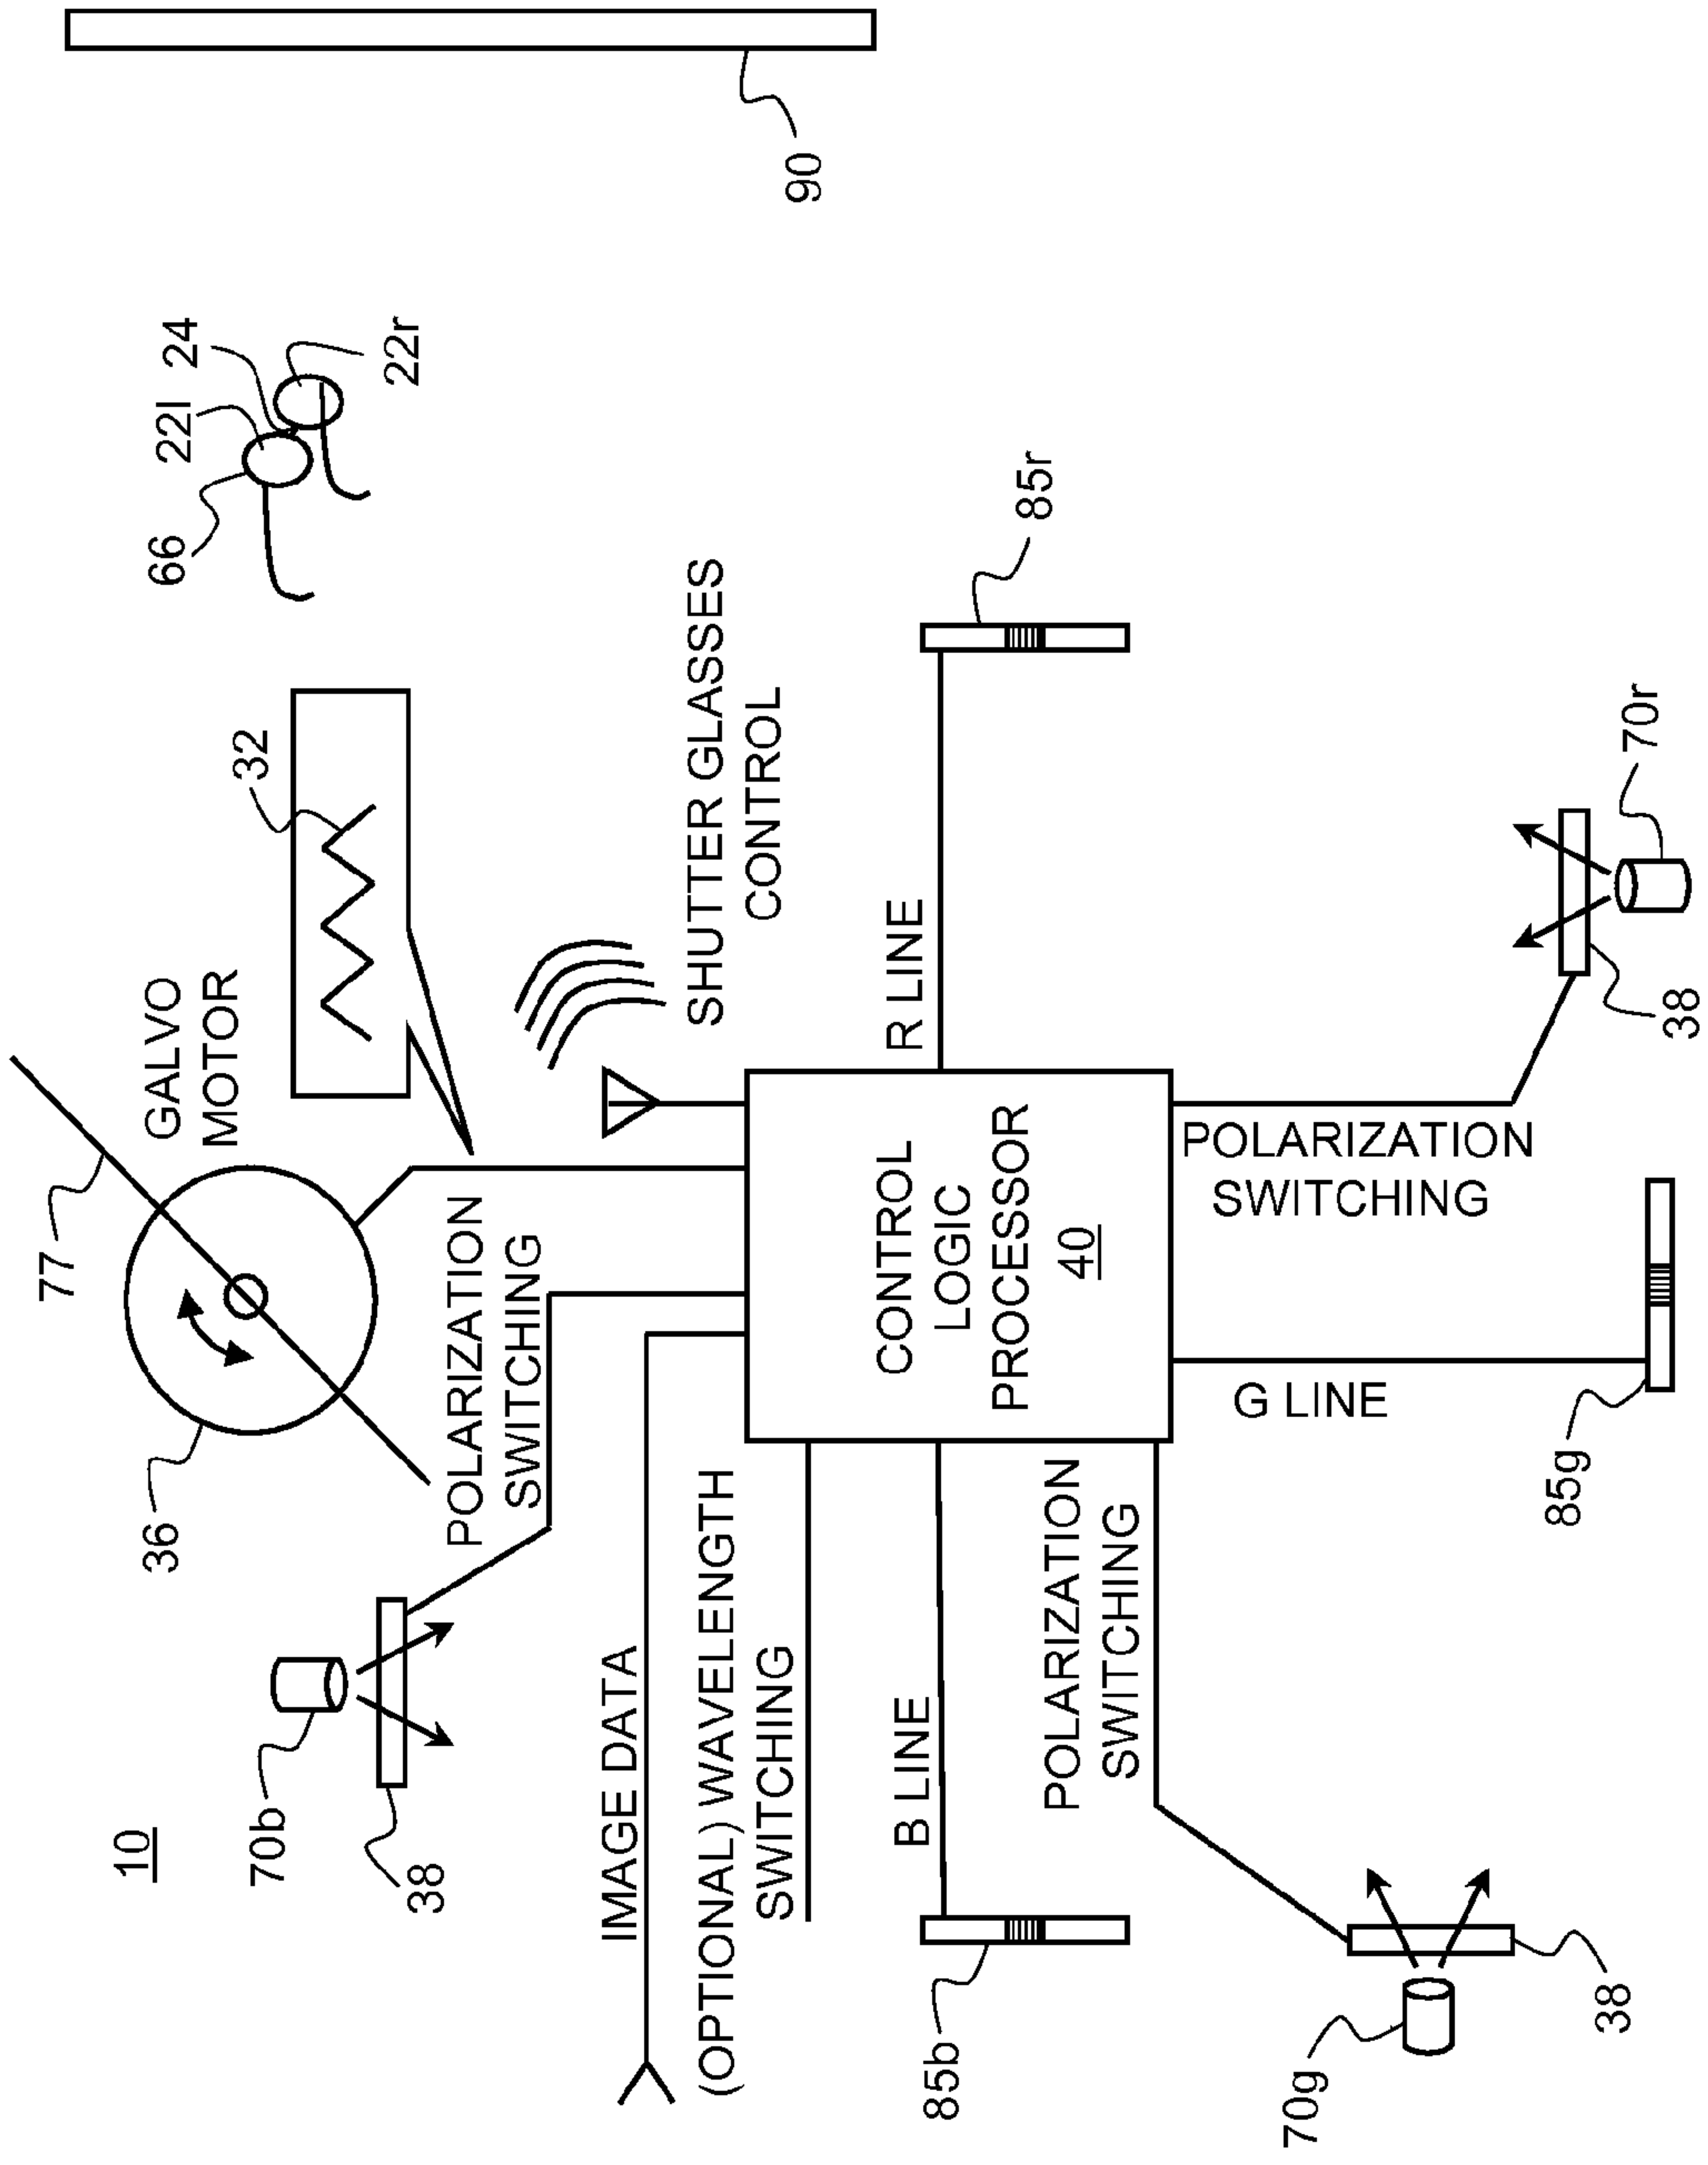 10
77
36
GALVO
MOTOR
66
22l
24
22r
32
70b
38
POLARIZATION
SWITCHING
IMAGE DATA
(OPTIONAL) WAVELENGTH
SWITCHING
SHUTTER GLASSES
CONTROL
90
B LINE
85b
CONTROL
LOGIC
PROCESSOR
40
R LINE
85r
POLARIZATION
SWITCHING
G LINE
POLARIZATION
SWITCHING
70g
38
85g
38
70r